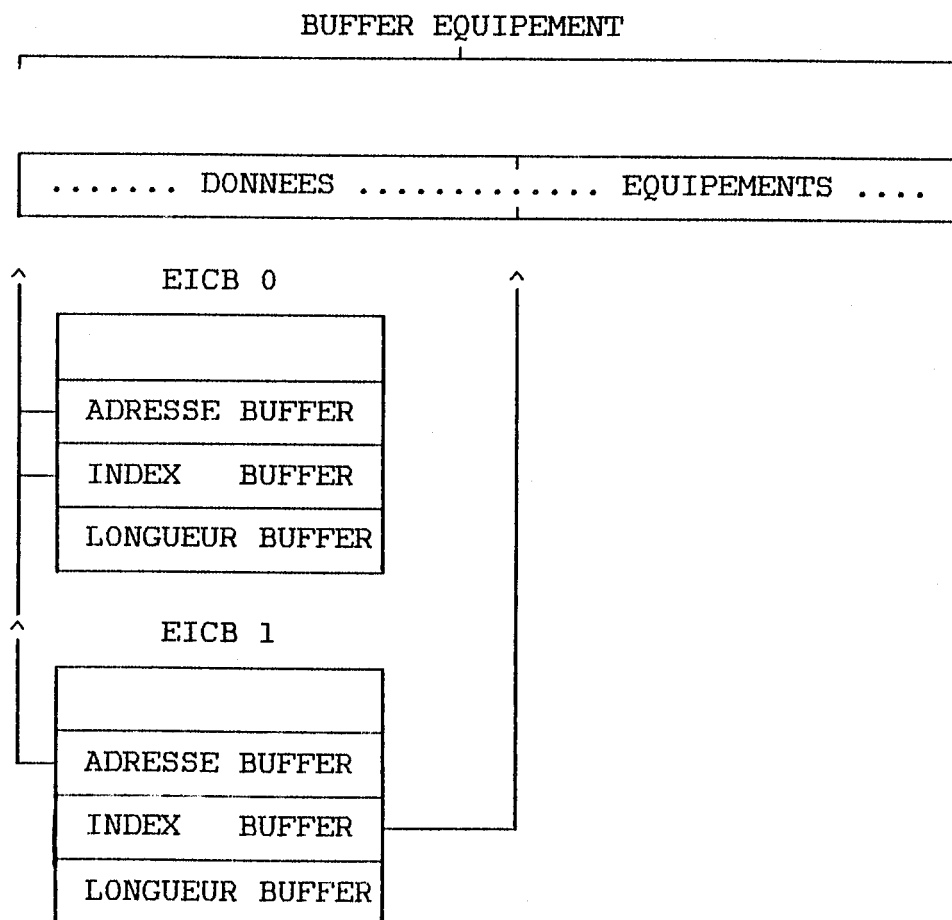 BUFFER EQUIPEMENT
....... DONNEES ............. EQUIPEMENTS ....
EICB 0
ADRESSE BUFFER
INDEX BUFFER
LONGUEUR BUFFER
EICB 1
ADRESSE BUFFER
INDEX BUFFER
LONGUEUR BUFFER